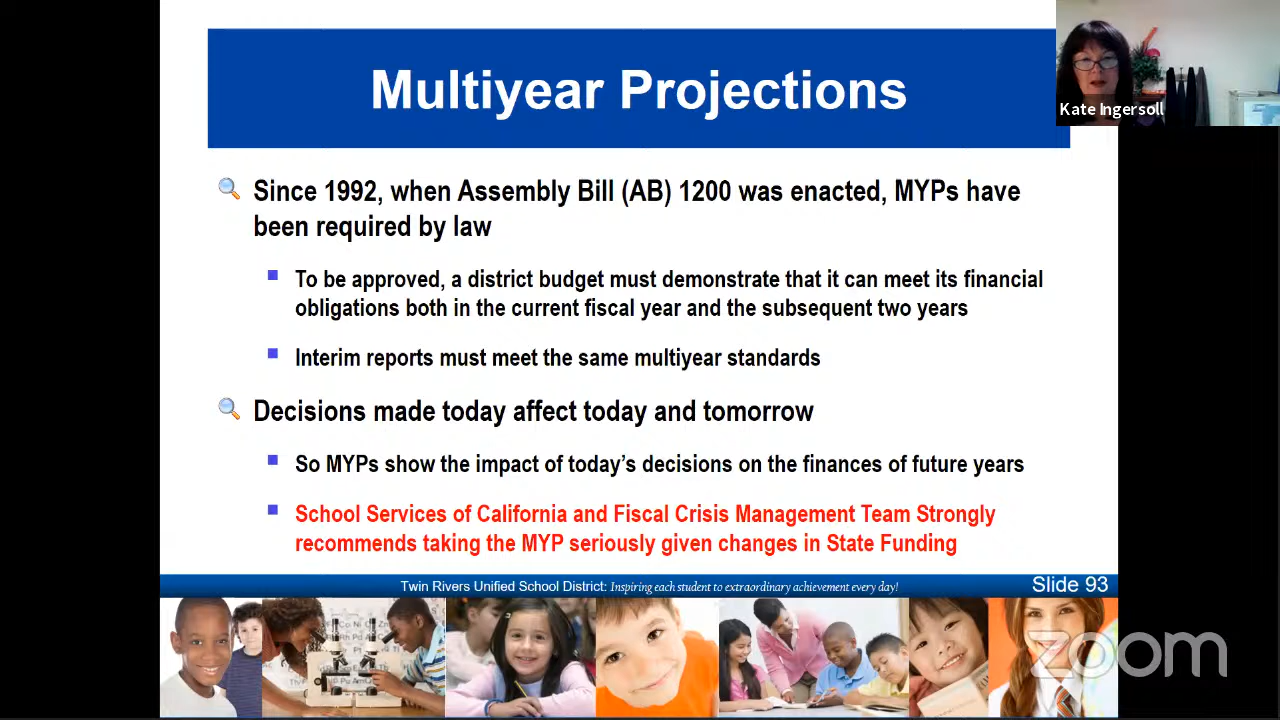 Multiyear Projections
Kate Ingersoll
Since 1992, when Assembly Bill (AB) 1200 was enacted, MYPs have
been required by law
To be approved, a district budget must demonstrate that it can meet its financial
obligations both in the current fiscal year and the subsequent two years
Interim reports must meet the same multiyear standards
Decisions made today affect today and tomorrow
So MYPs show the impact of today's decisions on the finances of future years
School Services of California and Fiscal Crisis Management Team Strongly
recommends taking the MYP seriously given changes in State Funding
Twin Rivers Unified School District: Inspiring each student to extraordinary achievement every day!
Slide 93
zoom